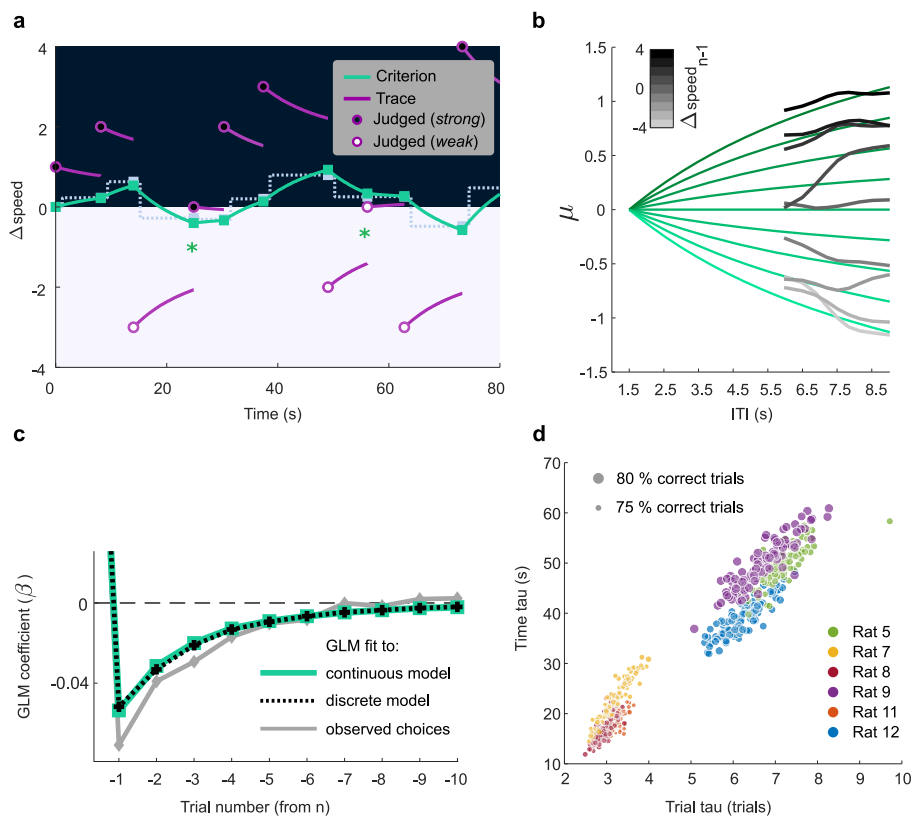 a
4
2
0
-2
-4
Δspeed
0
20
40
60
80
Time (s)
Criterion
Trace
Judged (strong)
Judged (weak)
*
*
b
1.5
1
0.5
0
-0.5
-1
-1.5
μ
4
0
-4
Δ speed n-1
1.5
2.5
3.5
4.5
5.5
6.5
7.5
8.5
ITI (s)
c
0
-0.04
GLM coefficient (β)
GLM fit to:
continuous model
discrete model
observed choices
-1
-2
-3
-4
-5
-6
-7
-8
-9
-10
Trial number (from n)
d
70
60
50
40
30
20
10
Time tau (s)
80 % correct trials
75 % correct trials
Rat 5
Rat 7
Rat 8
Rat 9
Rat 11
Rat 12
2
3
4
5
6
7
8
9
10
Trial tau (trials)